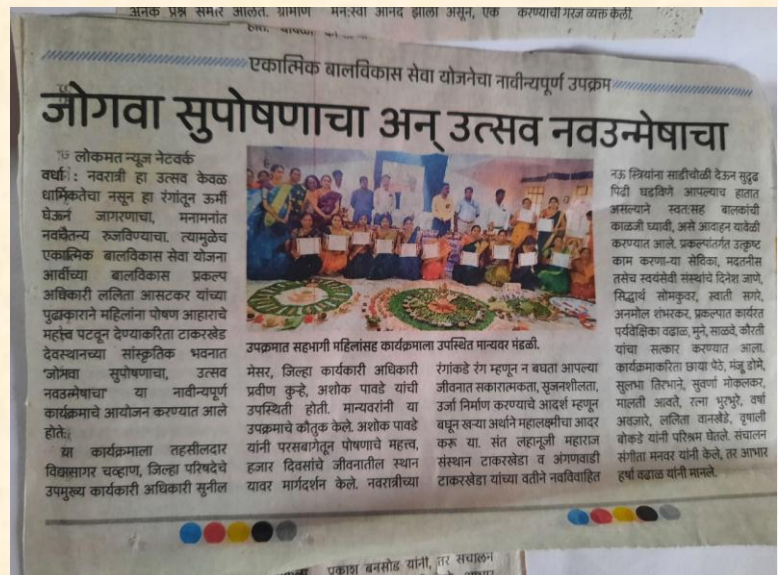 अनेक प्रश्न समोर आलेत. ग्रामीण
मन:स्वी आनंद झाला असून, एक
करण्याची गरज व्यक्त केली.
एकात्मिक बालविकास सेवा योजनेचा नावीन्यपूर्ण उपक्रम
जोगवा सुपोषणाचा अन् उत्सव नवउन्मेषाचा
लोकमत न्यूज नेटवर्क
वर्धा : नवरात्री हा उत्सव केवळ
धार्मिकतेचा नसून हा रंगांतून ऊर्मी
घेऊन जागरणाचा, मनामनांत
नवचैतन्य रुजविण्याचा. त्यामुळेच
एकात्मिक बालविकास सेवा योजना
आर्वीच्या बालविकास प्रकल्प
अधिकारी ललिता आसटकर यांच्या
पुढाकाराने महिलांना पोषण आहाराचे
महत्त्व पटवून देण्याकरिता टाकरखेड
देवस्थानच्या सांस्कृतिक भवनात
'जोगवा सुपोषणाचा, उत्सव
नवउन्मेषाचा' या नावीन्यपूर्ण
कार्यक्रमाचे आयोजन करण्यात आले
होते.
या कार्यक्रमाला तहसीलदार
विद्यासागर चव्हाण, जिल्हा परिषदेचे
उपमुख्य कार्यकारी अधिकारी सुनील
उपक्रमात सहभागी महिलांसह कार्यक्रमाला उपस्थित मान्यवर मंडळी.
मेसर, जिल्हा कार्यकारी अधिकारी
प्रवीण कुऱ्हे, अशोक पावडे यांची
उपस्थिती होती. मान्यवरांनी या
उपक्रमाचे कौतुक केले. अशोक पावडे
यांनी परसबागेतून पोषणाचे महत्त्व,
हजार दिवसांचे जीवनातील स्थान
यावर मार्गदर्शन केले. नवरात्रीच्या
रंगांकडे रंग म्हणून न बघता आपल्या
जीवनात सकारात्मकता, सृजनशीलता,
उर्जा निर्माण करण्याचे आदर्श म्हणून
बघून खऱ्या अर्थाने महालक्ष्मीचा आदर
करू या. संत लहानूजी महाराज
संस्थान टाकरखेडा व अंगणवाडी
टाकरखेडा यांच्या वतीने नवविवाहित
नऊ स्त्रियांना साडीचोळी देऊन सुदृढ
पिढी घडविणे आपल्याच हातात
असल्याने स्वत:सह बालकांची
काळजी घ्यावी, असे आवाहन यावेळी
करण्यात आले. प्रकल्पांतर्गत उत्कृष्ट
काम करणाऱ्या सेविका, मदतनीस
तसेच स्वयंसेवी संस्थांचे दिनेश जाणे,
सिद्धार्थ सोमकुवर, स्वाती सगरे,
अनमोल शंभरकर, प्रकल्पात कार्यरत
पर्यवेक्षिका वढाळ, मुने, साळवे, कौरती
यांचा सत्कार करण्यात आला.
कार्यक्रमाकरिता छाया पेठे, मंजू डोमे,
सुलभा तिरभाने, सुवर्णा मोकलकर,
मालती आवते, रत्ना भुरभुरे, वर्षा
अवजारे, ललिता वानखेडे, वृषाली
बोकडे यांनी परिश्रम घेतले. संचालन
संगीता मनवर यांनी केले, तर आभार
हर्षा वढाळ यांनी मानले.
प्रकाश बनसोड यांनी, तर संचालन